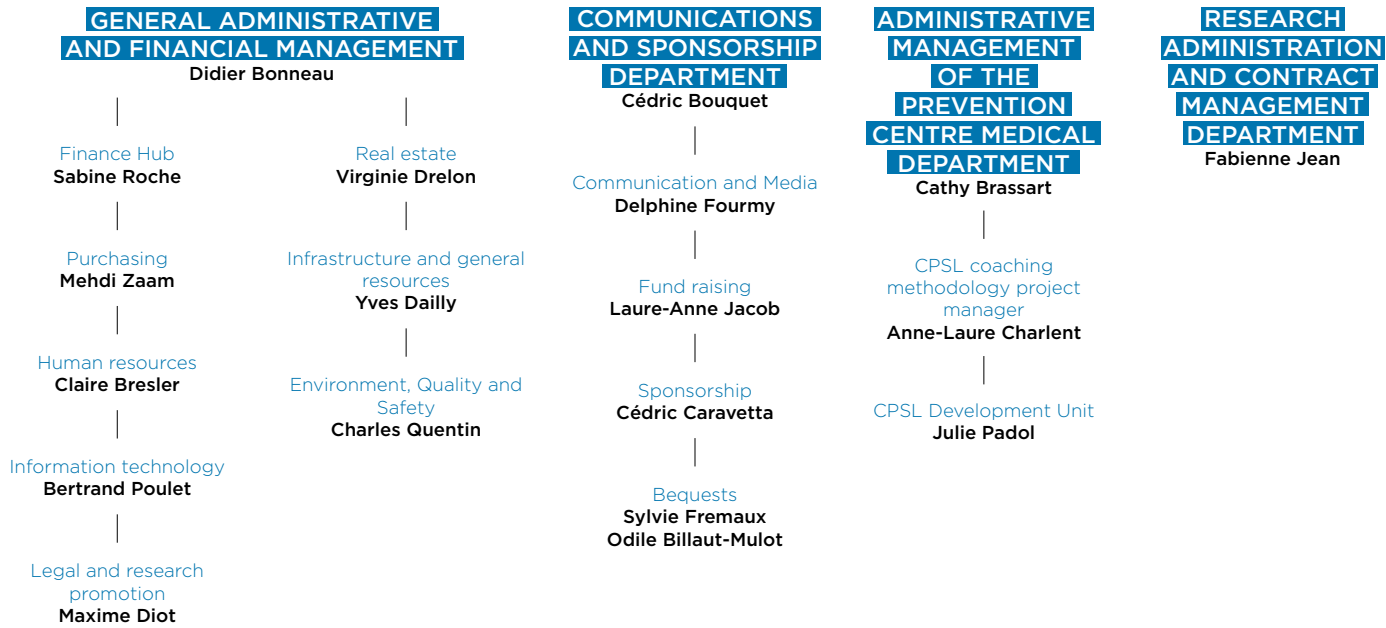 GENERAL ADMINISTRATIVE
AND FINANCIAL MANAGEMENT
Didier Bonneau
Finance Hub
Sabine Roche
Purchasing
Mehdi Zaam
Human resources
Claire Bresler
Information technology
Bertrand Poulet
Legal and research
promotion
Maxime Diot
Real estate
Virginie Drelon
Infrastructure and general
resources
Yves Dailly
Environment, Quality and
Safety
Charles Quentin
COMMUNICATIONS
AND SPONSORSHIP
DEPARTMENT
Cédric Bouquet
Communication and Media
Delphine Fourmy
Fund raising
Laure-Anne Jacob
Sponsorship
Cédric Caravetta
Bequests
Sylvie Fremaux
Odile Billaut-Mulot
ADMINISTRATIVE
MANAGEMENT
OF THE
PREVENTION
CENTRE MEDICAL
DEPARTMENT
Cathy Brassart
CPSL coaching
methodology project
manager
Anne-Laure Charlent
CPSL Development Unit
Julie Padol
RESEARCH
ADMINISTRATION
AND CONTRACT
MANAGEMENT
DEPARTMENT
Fabienne Jean